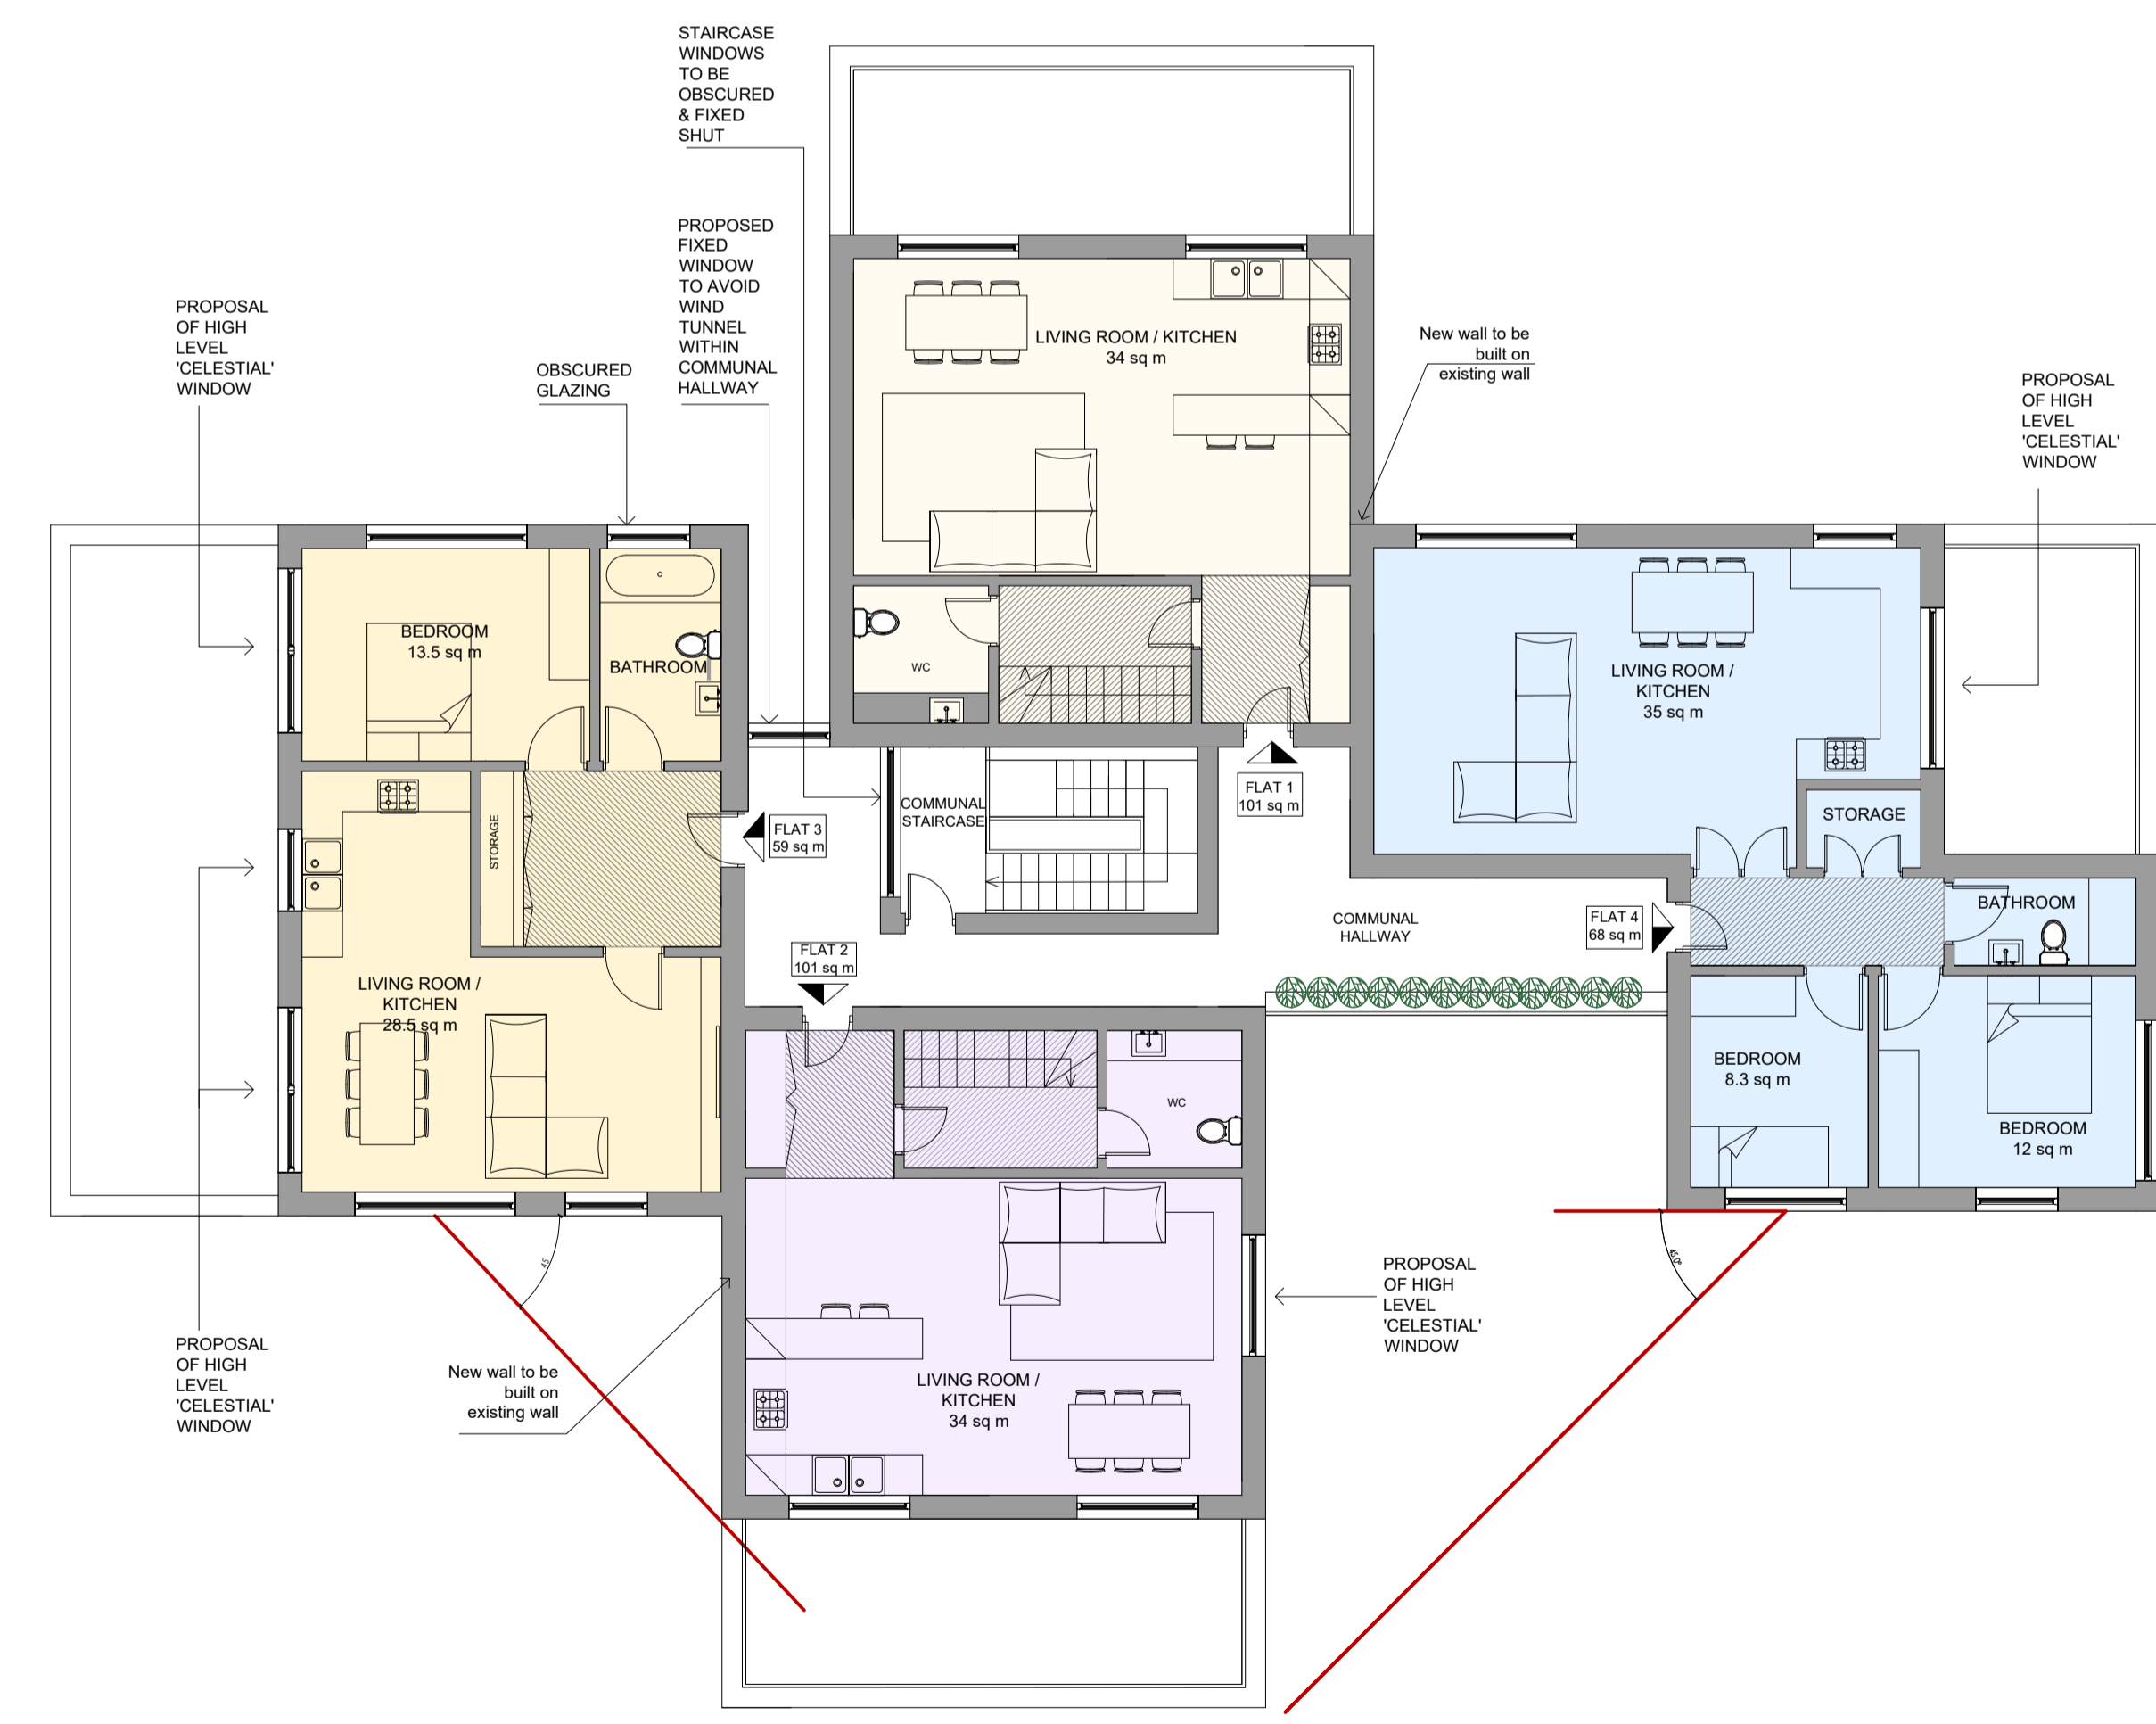 STAIRCASE
WINDOWS
TO BE
OBSCURED
& FIXED
SHUT
PROPOSED
FIXED
WINDOW
TO AVOID
WIND
TUNNEL
WITHIN
COMMUNAL
HALLWAY
PROPOSAL
OF HIGH
LEVEL
'CELESTIAL'
WINDOW
OBSCURED
GLAZING
LIVING ROOM / KITCHEN
34 sq m
New wall to be
built on
existing wall
PROPOSAL
OF HIGH
LEVEL
'CELESTIAL'
WINDOW
BEDROOM
13.5 sq m
BATHROOM
WC
LIVING ROOM /
KITCHEN
35 sq m
STORAGE
COMMUNAL
STAIRCASE
FLAT 1
101 sq m
FLAT 3
59 sq m
STORAGE
FLAT 2
101 sq m
COMMUNAL
HALLWAY
FLAT 4
68 sq m
BATHROOM
LIVING ROOM /
KITCHEN
28.5 sq m
WC
BEDROOM
8.3 sq m
BEDROOM
12 sq m
45
45.0°
PROPOSAL
OF HIGH
LEVEL
'CELESTIAL'
WINDOW
PROPOSAL
OF HIGH
LEVEL
'CELESTIAL'
WINDOW
New wall to be
built on
existing wall
LIVING ROOM /
KITCHEN
34 sq m